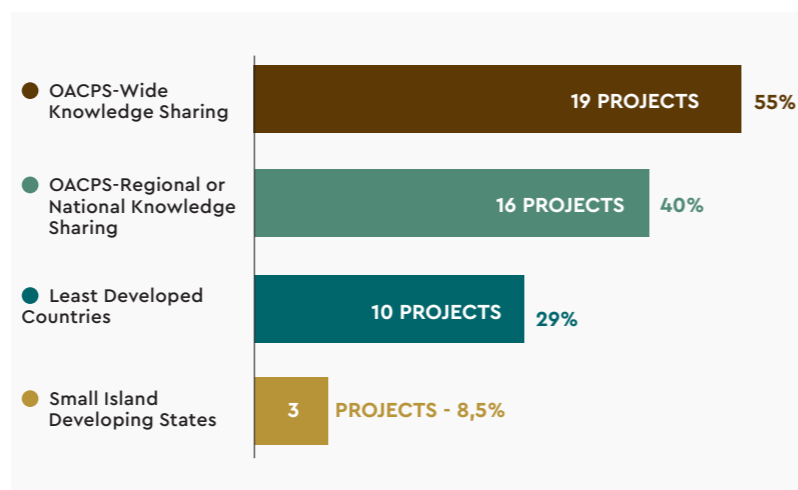 OACPS-Wide
Knowledge Sharing
19 PROJECTS
55%
OACPS-Regional or
National Knowledge
Sharing
16 PROJECTS
40%
Least Developed
Countries
10 PROJECTS
29%
Small Island
Developing States
3
PROJECTS - 8,5%